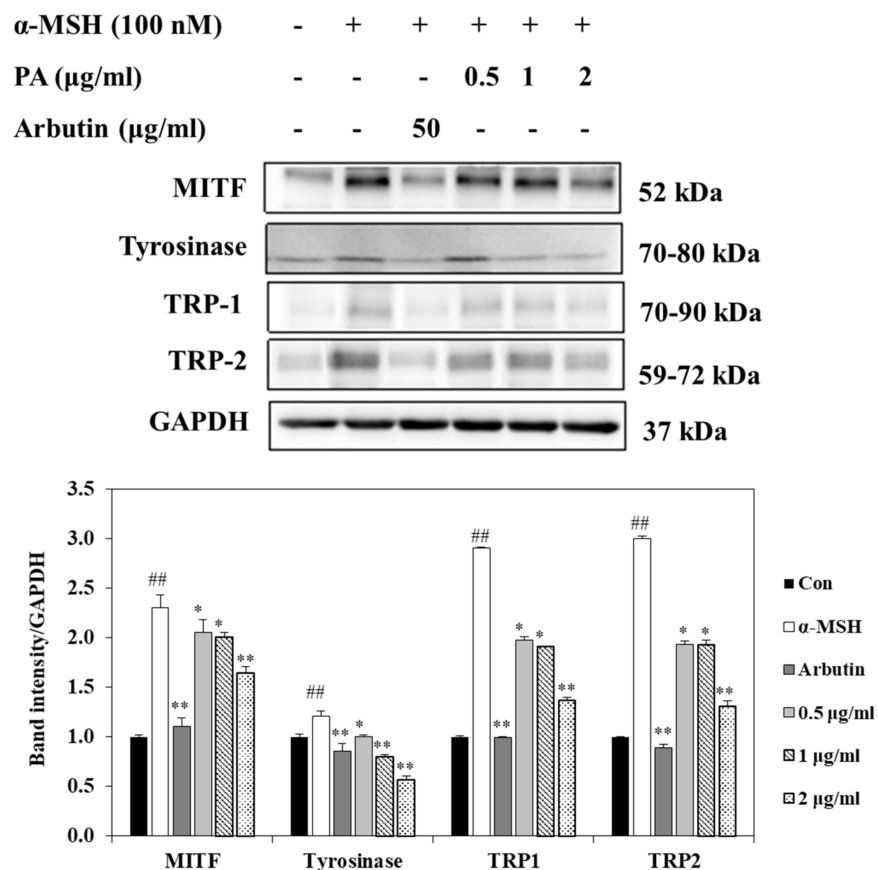 α-MSH (100 nM) - + + + + +
PA (μg/ml) - - - 0.5 1 2
Arbutin (μg/ml) - - 50 - - -
MITF 52 kDa
Tyrosinase 70-80 kDa
TRP-1 70-90 kDa
TRP-2 59-72 kDa
GAPDH 37 kDa
Band intensity/GAPDH
3.5
3.0
2.5
2.0
1.5
1.0
0.5
0.0
## ** * * **
## ** * ** **
## ** * * **
## ** * * **
MITF Tyrosinase TRP1 TRP2
Con
α-MSH
Arbutin
0.5 μg/ml
1 μg/ml
2 μg/ml